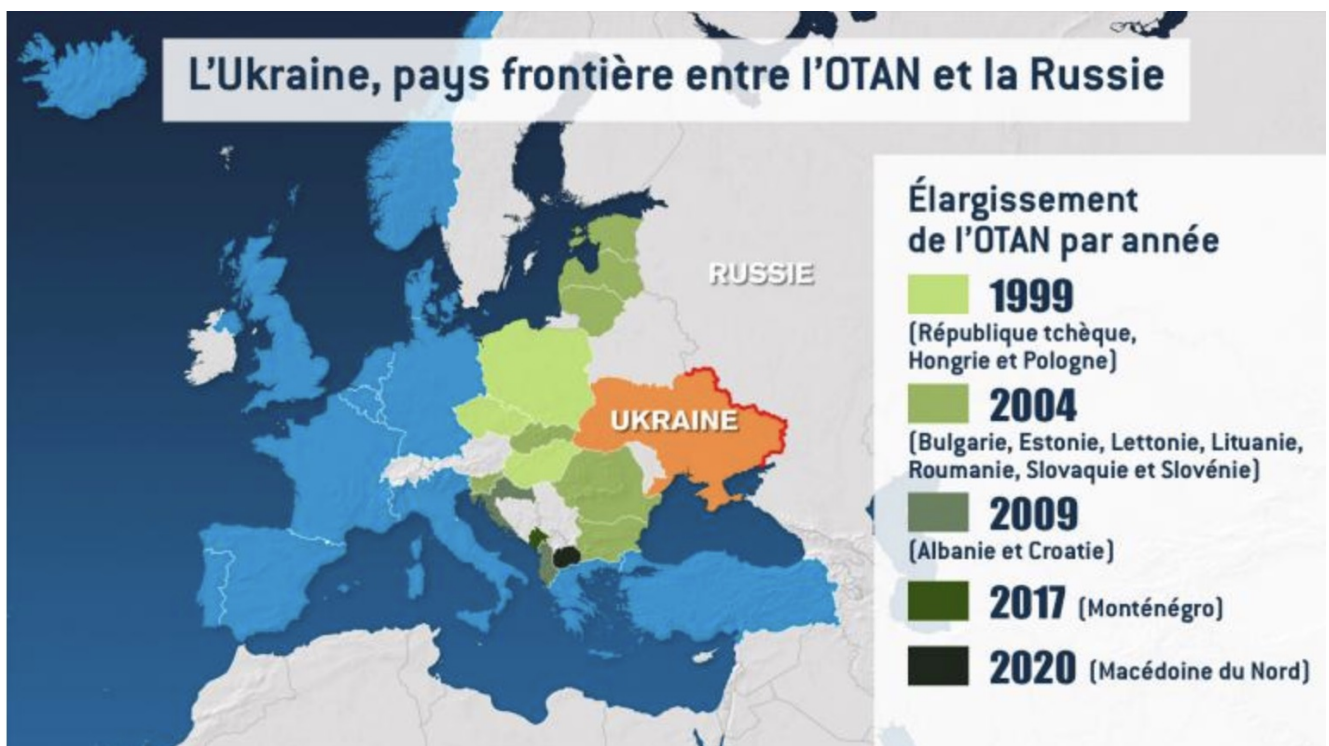 L'Ukraine, pays frontière entre l'OTAN et la Russie
RUSSIE
UKRAINE
Élargissement
de l'OTAN par année
1999
(République tchèque,
Hongrie et Pologne)
2004
(Bulgarie, Estonie, Lettonie, Lituanie,
Roumanie, Slovaquie et Slovénie)
2009
(Albanie et Croatie)
2017 (Monténégro)
2020 (Macédoine du Nord)